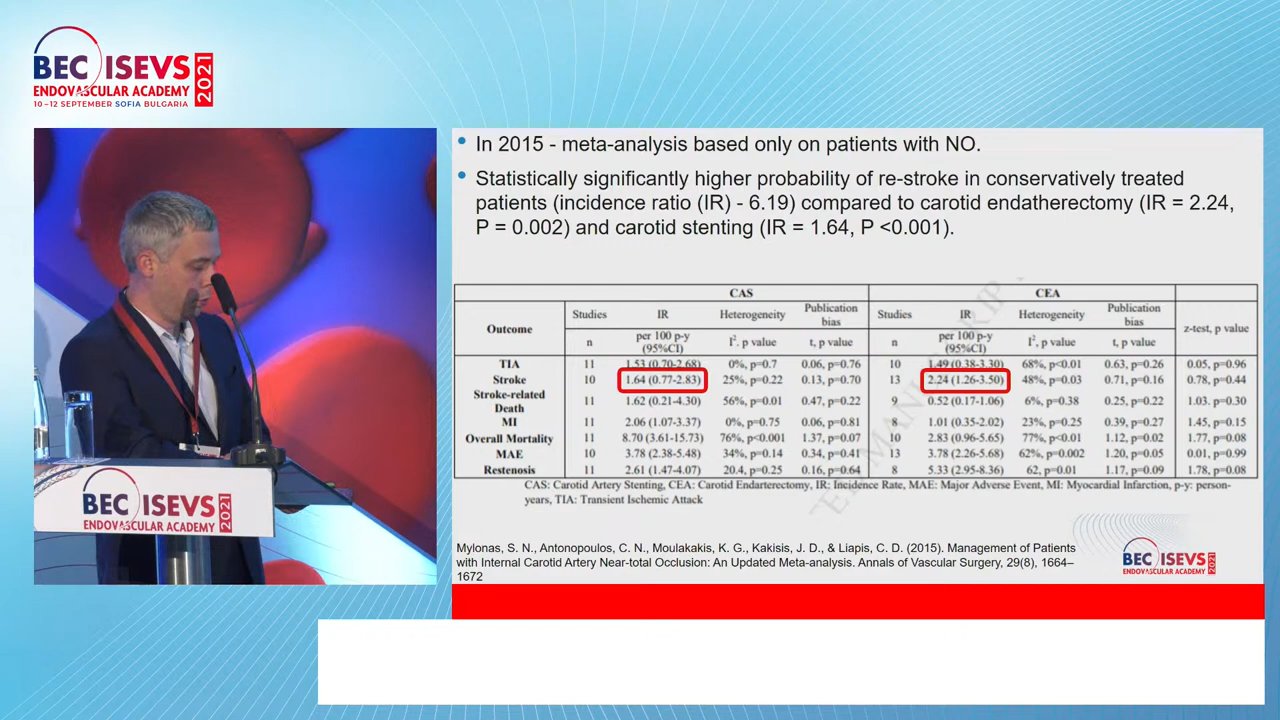 BEC ISEVS
2021
ENDOVASCULAR ACADEMY
10–12 SEPTEMBER SOFIA BULGARIA
• In 2015 - meta-analysis based only on patients with NO.
• Statistically significantly higher probability of re-stroke in conservatively treated
patients (incidence ratio (IR) - 6.19) compared to carotid endatherectomy (IR = 2.24,
P = 0.002) and carotid stenting (IR = 1.64, P <0.001).
CAS CEA
Outcome Studies IR Heterogeneity Publication bias Studies IR Heterogeneity Publication bias z-test, p value
n per 100 p-y (95%CI) I², p value t, p value n per 100 p-y (95%CI) I², p value t, p value
TIA 11 1.53 (0.70-2.68) 0%, p=0.7 0.06, p=0.76 10 1.49 (0.38-3.30) 68%, p<0.01 0.63, p=0.26 0.05, p=0.96
Stroke 10 1.64 (0.77-2.83) 25%, p=0.22 0.13, p=0.70 13 2.24 (1.26-3.50) 48%, p=0.03 0.71, p=0.16 0.78, p=0.44
Stroke-related Death 11 1.62 (0.21-4.30) 56%, p=0.01 0.47, p=0.22 9 0.52 (0.17-1.06) 6%, p=0.38 0.25, p=0.22 1.03, p=0.30
MI 11 2.06 (1.07-3.37) 0%, p=0.75 0.06, p=0.81 1.01 (0.35-2.02) 23%, p=0.25 0.39, p=0.27 1.45, p=0.15
Overall Mortality 11 8.70 (3.61-15.73) 76%, p<0.001 1.37, p=0.07 10 2.83 (0.96-5.65) 77%, p<0.01 1.12, p=0.02 1.77, p=0.08
MAE 10 3.78 (2.38-5.48) 34%, p=0.14 0.34, p=0.41 13 3.78 (2.26-5.68) 62%, p=0.002 1.20, p=0.05 0.01, p=0.99
Restenosis 11 2.61 (1.47-4.07) 20.4, p=0.25 0.16, p=0.64 8 5.33 (2.95-8.36) 62, p=0.01 1.17, p=0.09 1.78, p=0.08
CAS: Carotid Artery Stenting, CEA: Carotid Endarterectomy, IR: Incidence Rate, MAE: Major Adverse Event, MI: Myocardial Infarction, p-y: person-
years, TIA: Transient Ischemic Attack
Mylonas, S. N., Antonopoulos, C. N., Moulakakis, K. G., Kakisis, J. D., & Liapis, C. D. (2015). Management of Patients
with Internal Carotid Artery Near-total Occlusion: An Updated Meta-analysis. Annals of Vascular Surgery, 29(8), 1664–
1672
BEC ISEVS
ENDOVASCULAR ACADEMY
2021
BEC ISEVS
ENDOVASCULAR ACADEMY
2021